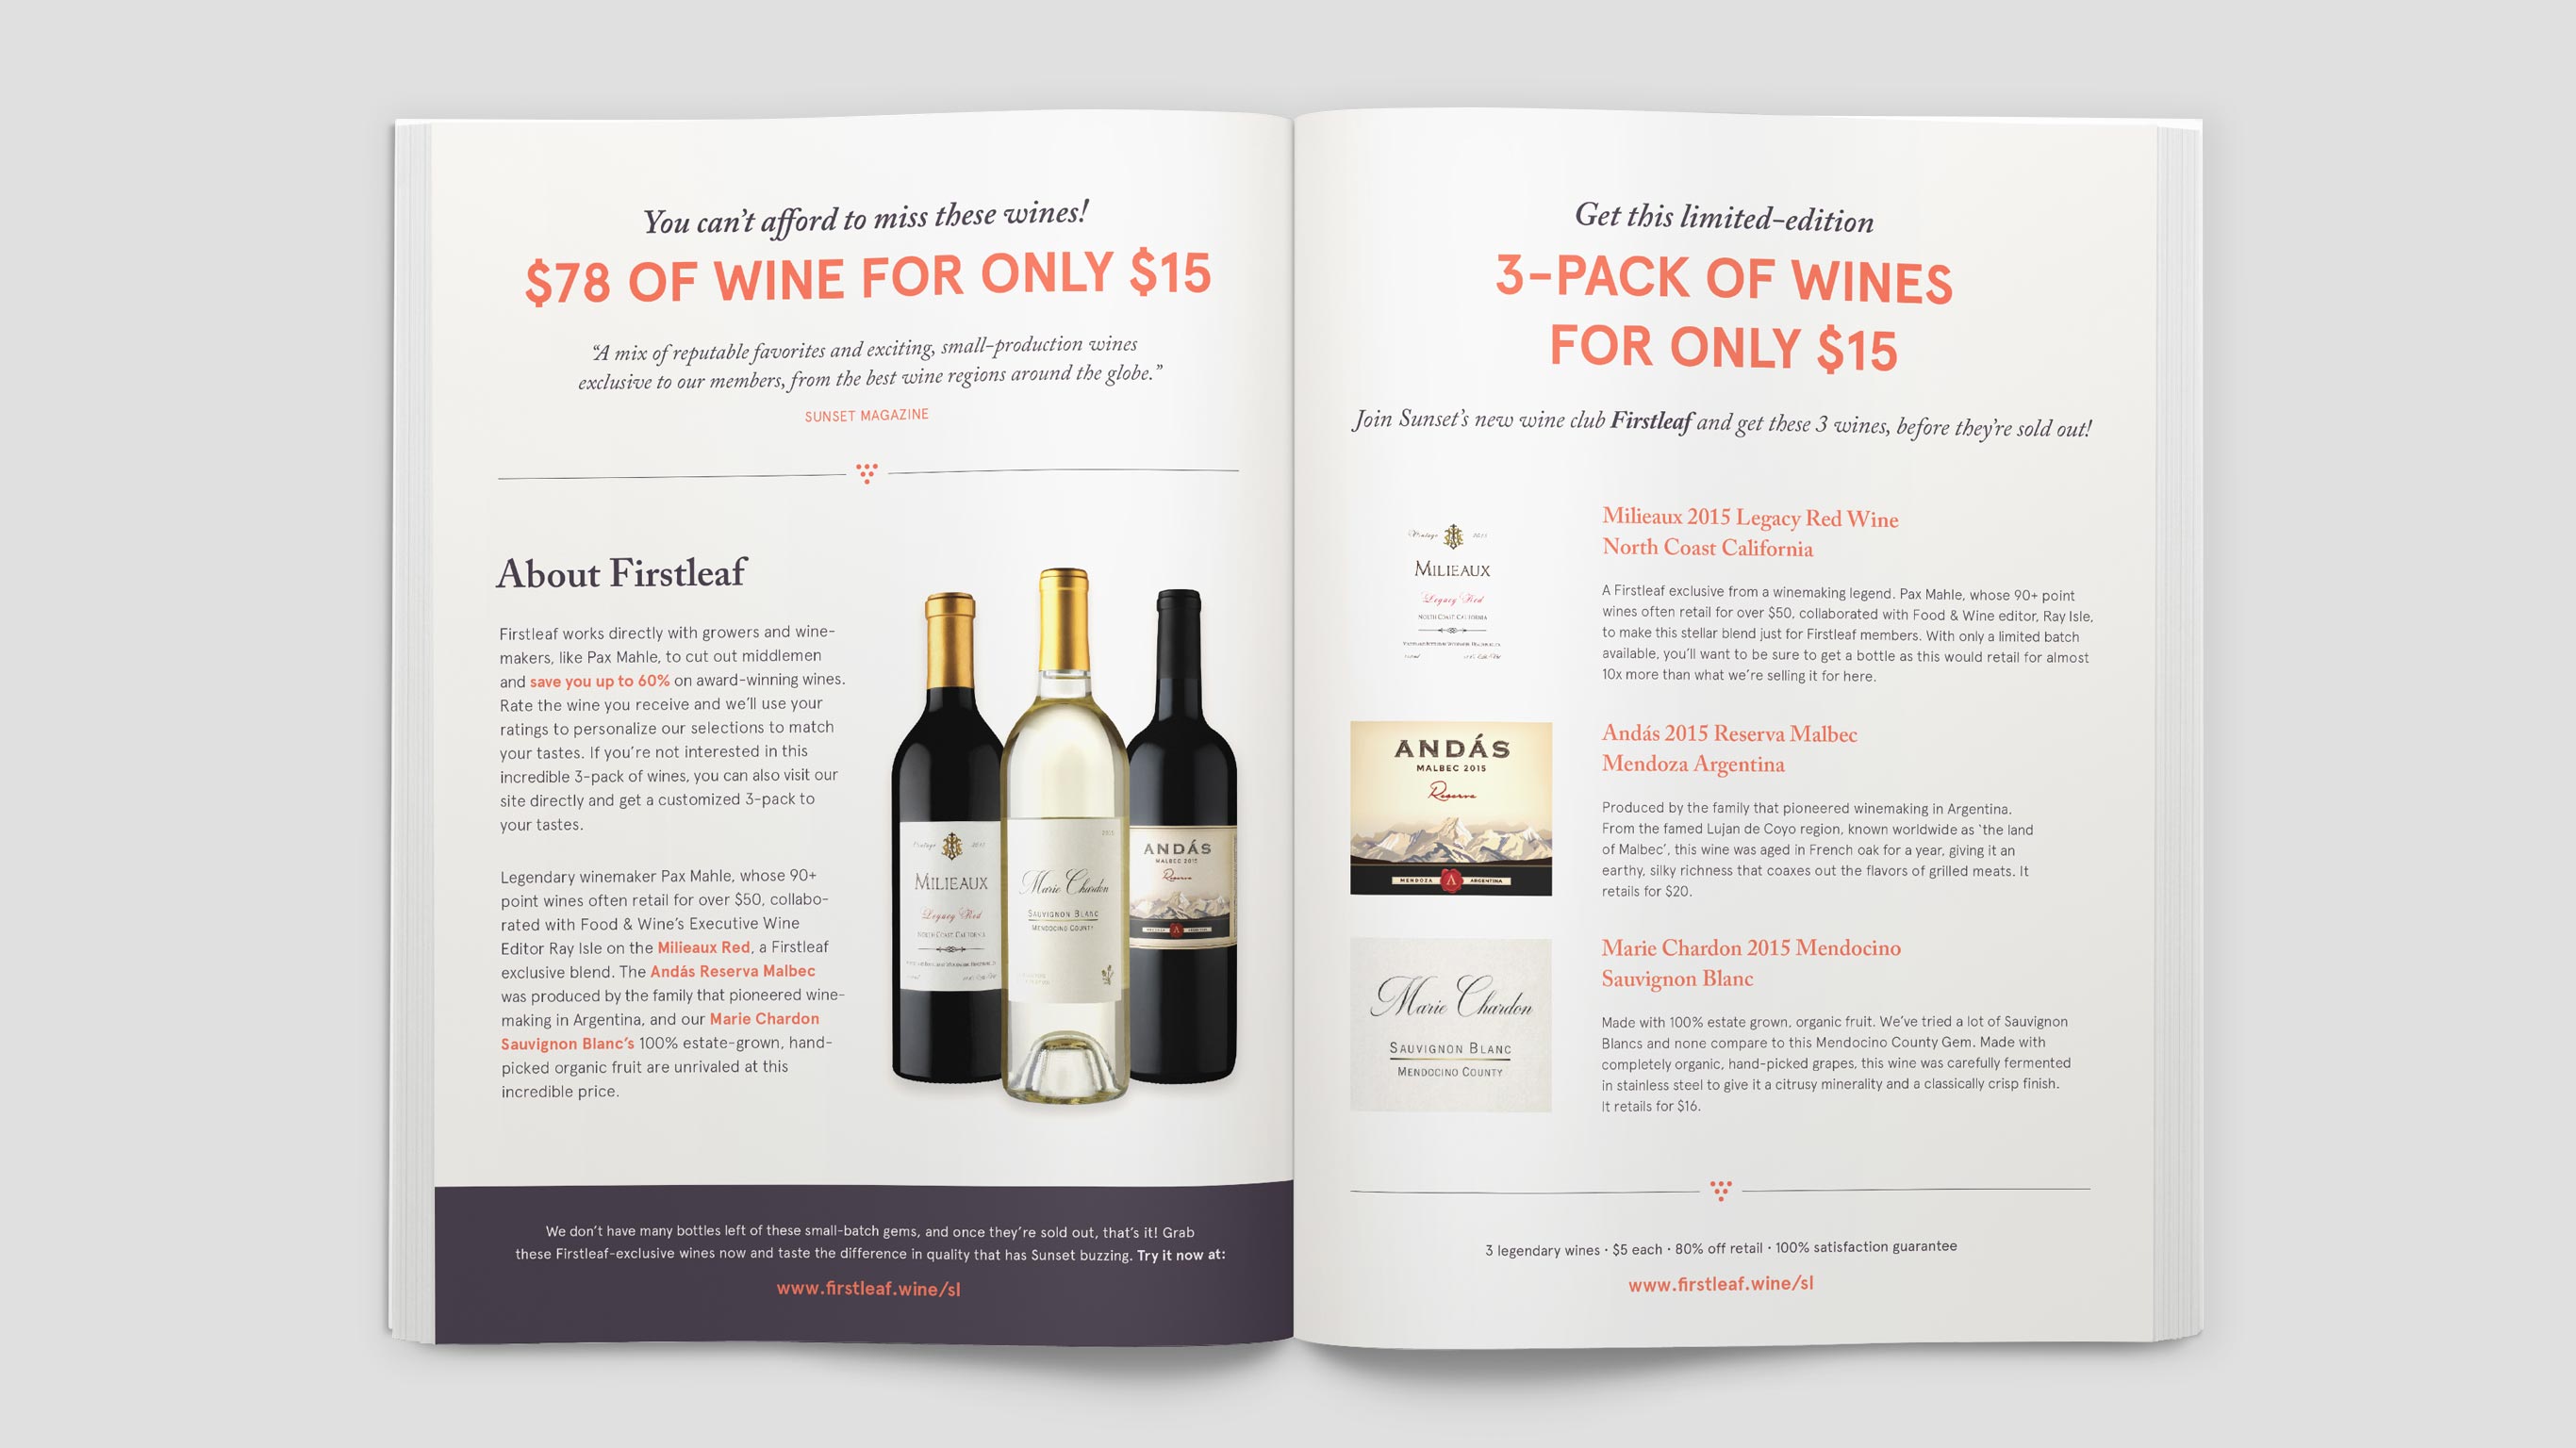 You can't afford to miss these wines!
$78 OF WINE FOR ONLY $15
“A mix of reputable favorites and exciting, small-production wines
exclusive to our members, from the best wine regions around the globe.”
SUNSET MAGAZINE
About Firstleaf
Firstleaf works directly with growers and wine-
makers, like Pax Mahle, to cut out middlemen
and save you up to 60% on award-winning wines.
Rate the wine you receive and we'll use your
ratings to personalize our selections to match
your tastes. If you're not interested in this
incredible 3-pack of wines, you can also visit our
site directly and get a customized 3-pack to
your tastes.
Legendary winemaker Pax Mahle, whose 90+
point wines often retail for over $50, collabo-
rated with Food & Wine's Executive Wine
Editor Ray Isle on the Milieaux Red, a Firstleaf
exclusive blend. The Andás Reserva Malbec
was produced by the family that pioneered wine-
making in Argentina, and our Marie Chardon
Sauvignon Blanc's 100% estate-grown, hand-
picked organic fruit are unrivaled at this
incredible price.
Vintage 2015
MILIEAUX
Legacy Red
NORTH COAST CALIFORNIA
2015
Marie Chardon
SAUVIGNON BLANC
MENDOCINO COUNTY
ANDÁS
MALBEC 2015
Reserva
MENDOZA A ARGENTINA
We don't have many bottles left of these small-batch gems, and once they're sold out, that's it! Grab
these Firstleaf-exclusive wines now and taste the difference in quality that has Sunset buzzing. Try it now at:
www.firstleaf.wine/sl
Get this limited-edition
3-PACK OF WINES
FOR ONLY $15
Join Sunset's new wine club Firstleaf and get these 3 wines, before they're sold out!
Vintage 2015
MILIEAUX
Legacy Red
NORTH COAST CALIFORNIA
Milieaux 2015 Legacy Red Wine
North Coast California
A Firstleaf exclusive from a winemaking legend. Pax Mahle, whose 90+ point
wines often retail for over $50, collaborated with Food & Wine editor, Ray Isle,
to make this stellar blend just for Firstleaf members. With only a limited batch
available, you'll want to be sure to get a bottle as this would retail for almost
10x more than what we're selling it for here.
ANDÁS
MALBEC 2015
Reserva
MENDOZA A ARGENTINA
Andás 2015 Reserva Malbec
Mendoza Argentina
Produced by the family that pioneered winemaking in Argentina.
From the famed Lujan de Coyo region, known worldwide as ‘the land
of Malbec’, this wine was aged in French oak for a year, giving it an
earthy, silky richness that coaxes out the flavors of grilled meats. It
retails for $20.
Marie Chardon
SAUVIGNON BLANC
MENDOCINO COUNTY
Marie Chardon 2015 Mendocino
Sauvignon Blanc
Made with 100% estate grown, organic fruit. We've tried a lot of Sauvignon
Blancs and none compare to this Mendocino County Gem. Made with
completely organic, hand-picked grapes, this wine was carefully fermented
in stainless steel to give it a citrusy minerality and a classically crisp finish.
It retails for $16.
3 legendary wines · $5 each · 80% off retail · 100% satisfaction guarantee
www.firstleaf.wine/sl